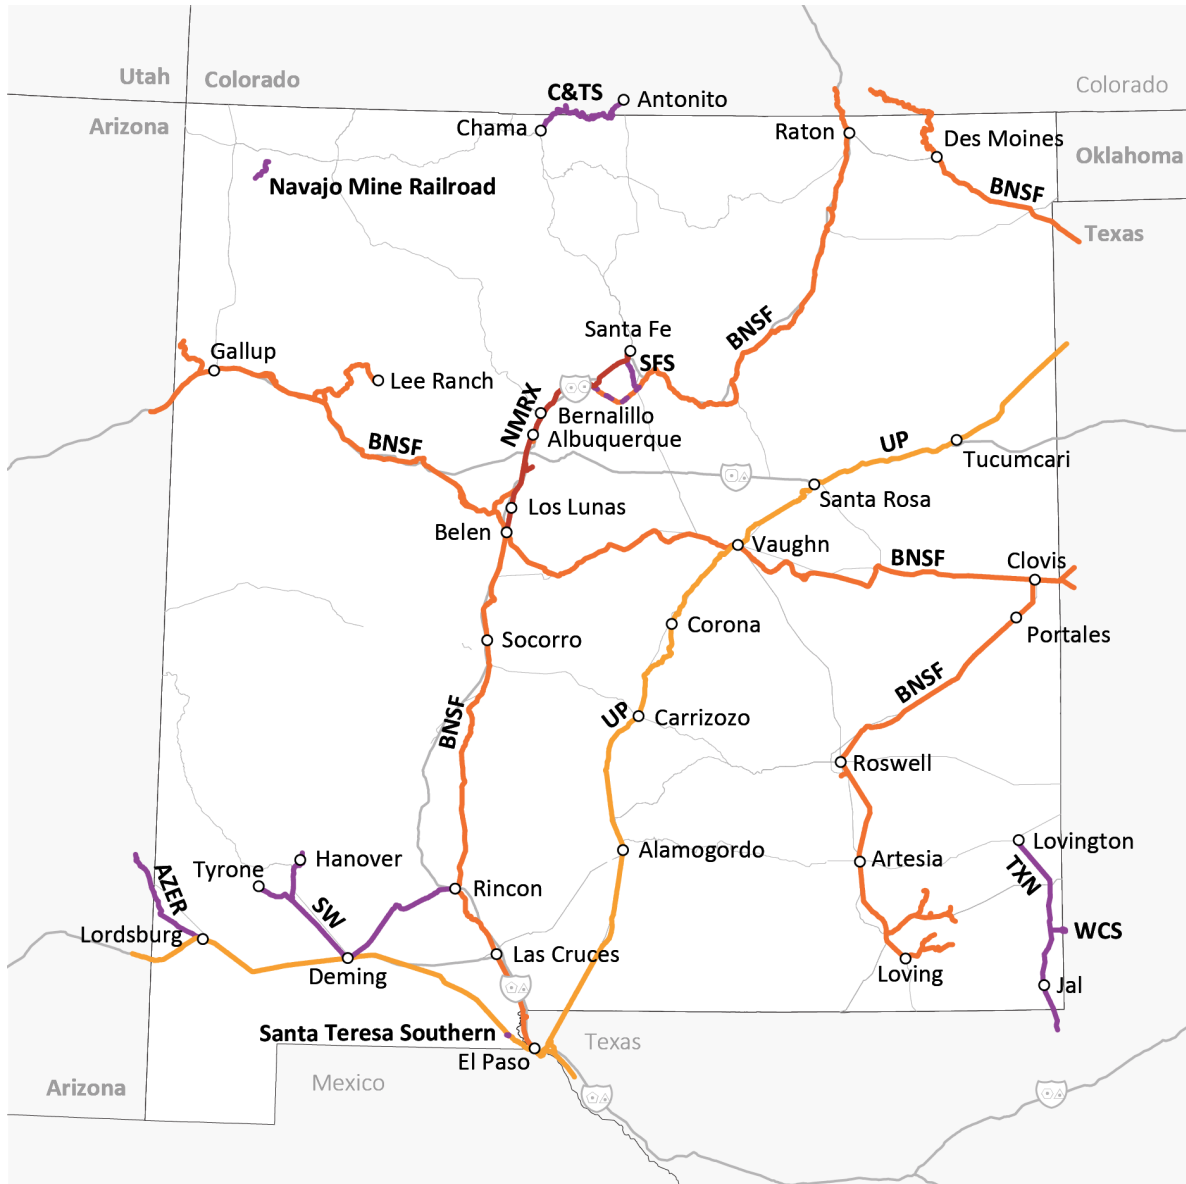 Utah
Colorado
C&TS
Antonito
Colorado
Arizona
Chama
Raton
Des Moines
Oklahoma
Navajo Mine Railroad
BNSF
Texas
Santa Fe
BNSF
Gallup
SFS
Lee Ranch
NMRX
Bernalillo
Albuquerque
BNSF
UP
Tucumcari
Santa Rosa
Los Lunas
Belen
Vaughn
BNSF
Clovis
Corona
Portales
Socorro
BNSF
BNSF
UP
Carrizozo
Roswell
Lovington
Alamogordo
Artesia
Hanover
Tyrone
TXN
AZER
SW
Rincon
WCS
Lordsburg
Las Cruces
Deming
Loving
Jal
Santa Teresa Southern
Texas
El Paso
Mexico
Arizona